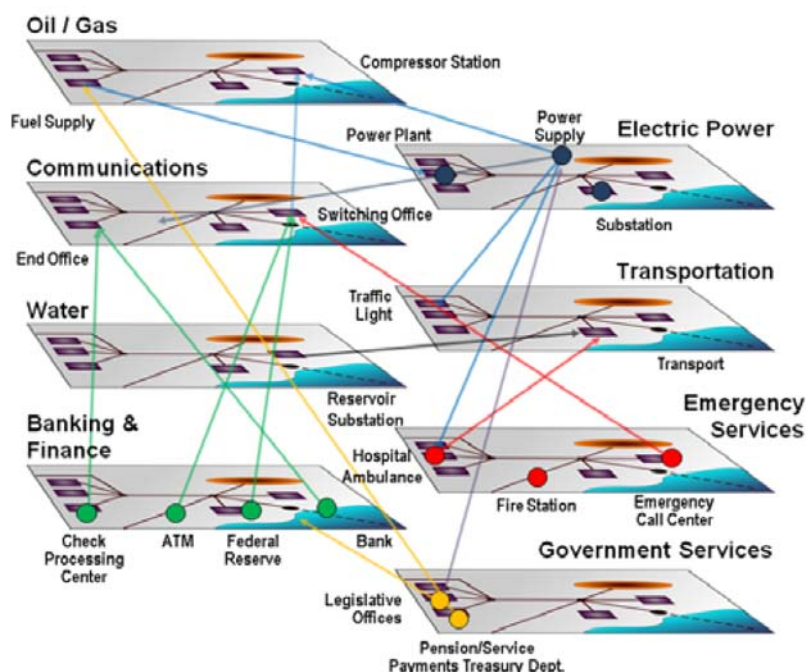 Oil / Gas
Compressor Station
Fuel Supply
Power Plant
Power
Supply
Electric Power
Communications
Switching Office
Substation
End Office
Transportation
Water
Traffic
Light
Transport
Reservoir
Substation
Banking &
Finance
Emergency
Services
Hospital
Ambulance
Fire Station
Emergency
Call Center
Check
Processing
Center
ATM
Federal
Reserve
Bank
Government Services
Legislative
Offices
Pension/Service
Payments Treasury Dept.